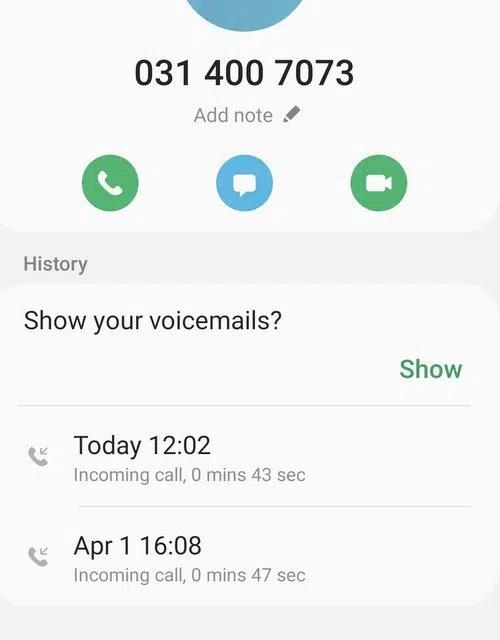 031 400 7073
Add note
History
Show your voicemails?
Show
Today 12:02
Incoming call, 0 mins 43 sec
Apr 1 16:08
Incoming call, 0 mins 47 sec